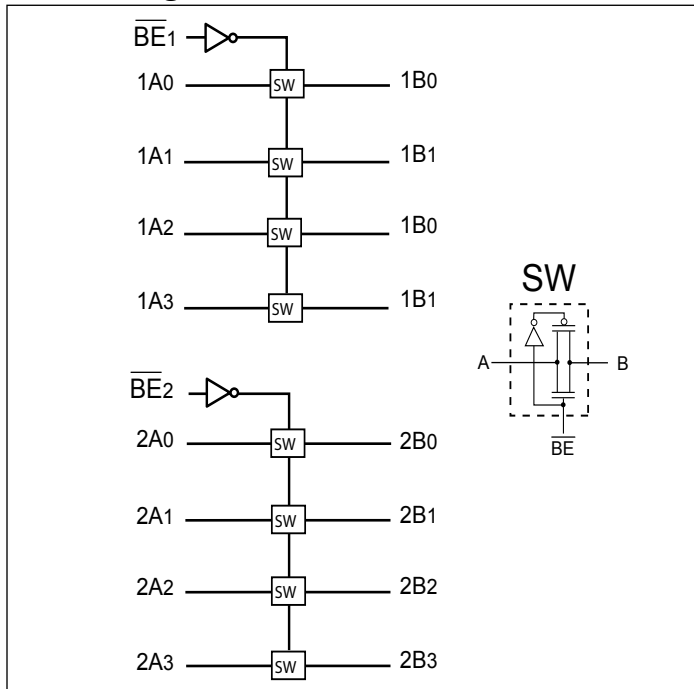 BE1
1A0 SW 1B0
1A1 SW 1B1
1A2 SW 1B0
1A3 SW 1B1
BE2
2A0 SW 2B0
2A1 SW 2B1
2A2 SW 2B2
2A3 SW 2B3
SW
A B
BE